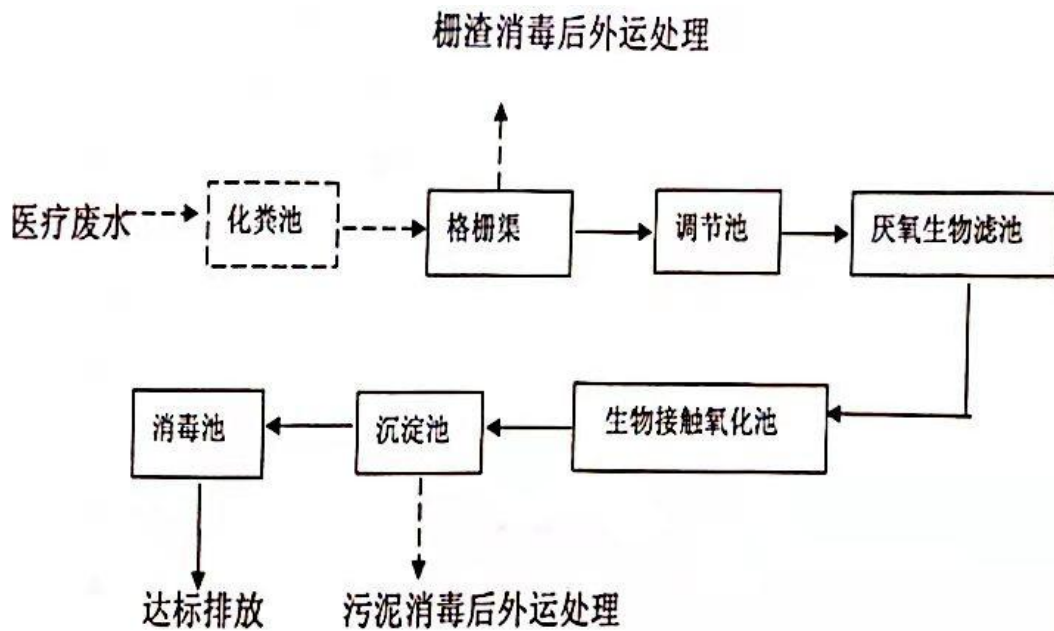 栅渣消毒后外运处理
医疗废水
化粪池
格栅渠
调节池
厌氧生物滤池
消毒池
沉淀池
生物接触氧化池
达标排放
污泥消毒后外运处理